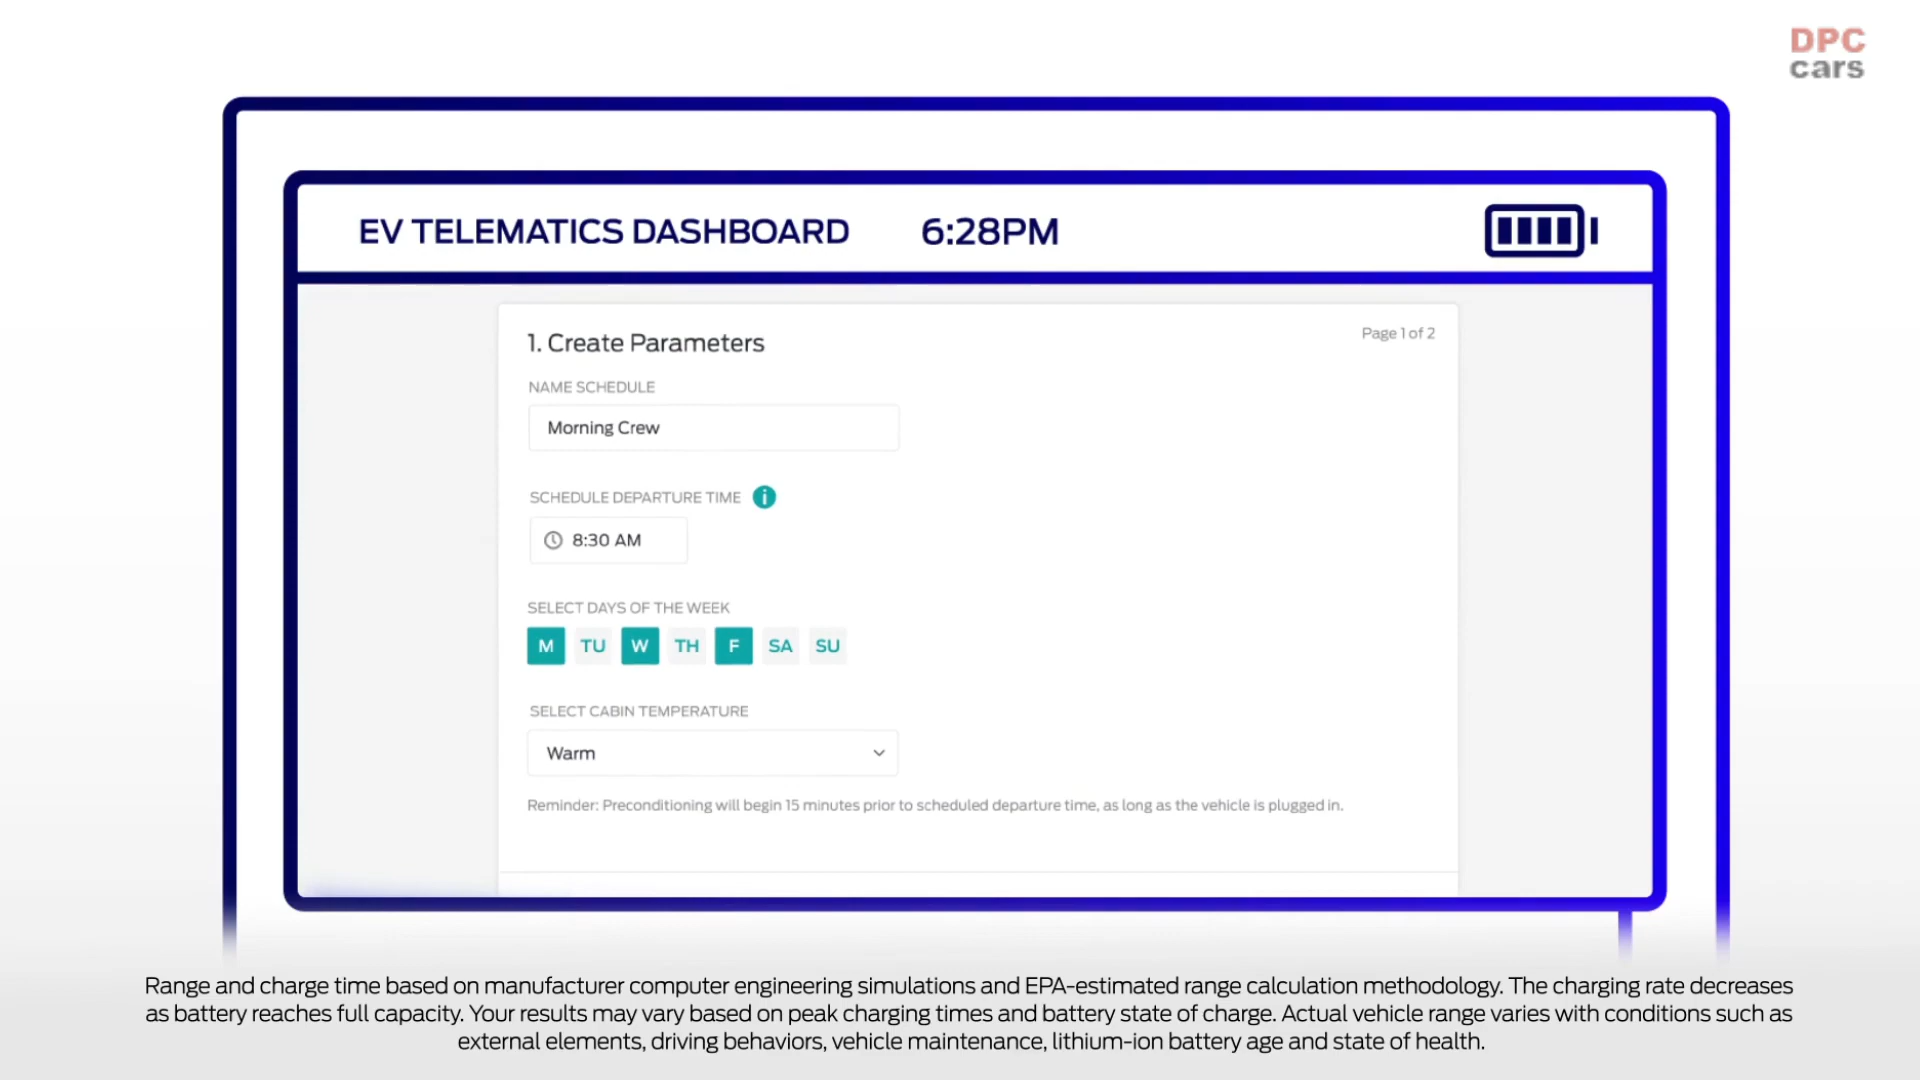 DPC
cars
EV TELEMATICS DASHBOARD 6:28PM
1. Create Parameters
Page 1 of 2
NAME SCHEDULE
Morning Crew
SCHEDULE DEPARTURE TIME i
8:30 AM
SELECT DAYS OF THE WEEK
M TU W TH F SA SU
SELECT CABIN TEMPERATURE
Warm
Reminder: Preconditioning will begin 15 minutes prior to scheduled departure time, as long as the vehicle is plugged in.
Range and charge time based on manufacturer computer engineering simulations and EPA-estimated range calculation methodology. The charging rate decreases
as battery reaches full capacity. Your results may vary based on peak charging times and battery state of charge. Actual vehicle range varies with conditions such as
external elements, driving behaviors, vehicle maintenance, lithium-ion battery age and state of health.